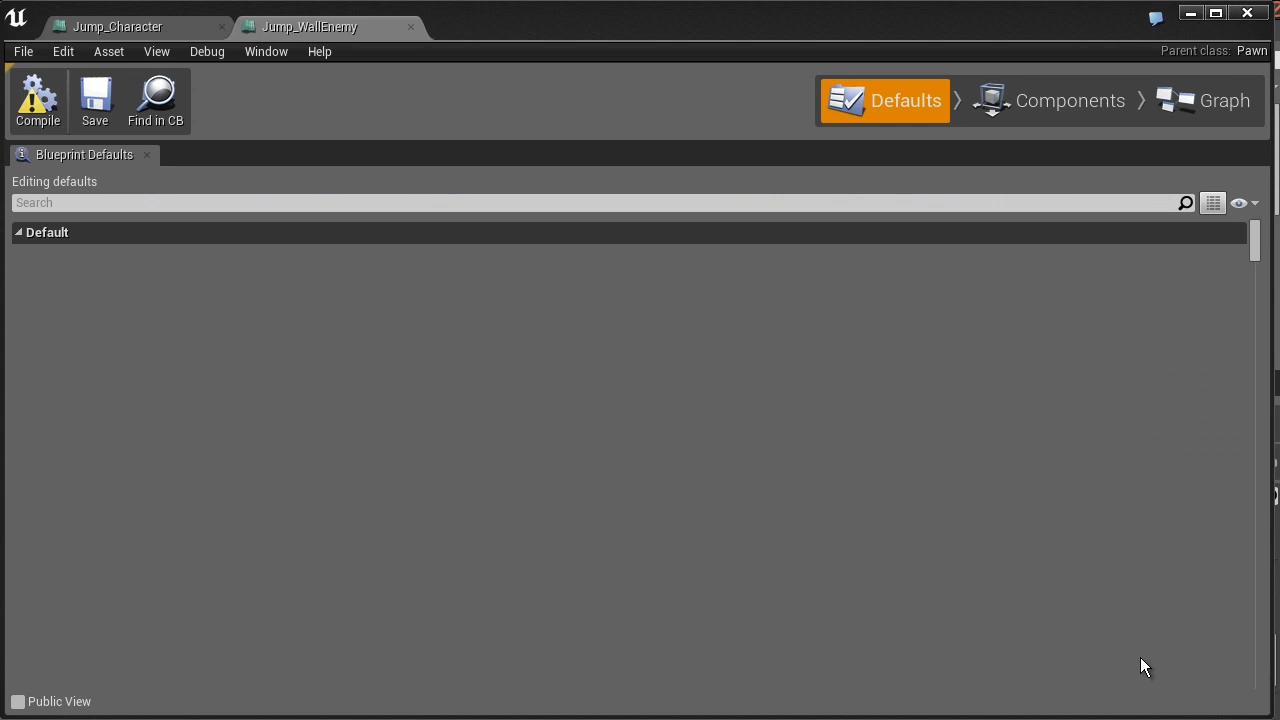 Jump_Character
Jump_WallEnemy
File Edit Asset View Debug Window Help
Parent class: Pawn
Compile Save Find in CB
Defaults Components Graph
Blueprint Defaults
Editing defaults
Search
Default
Public View